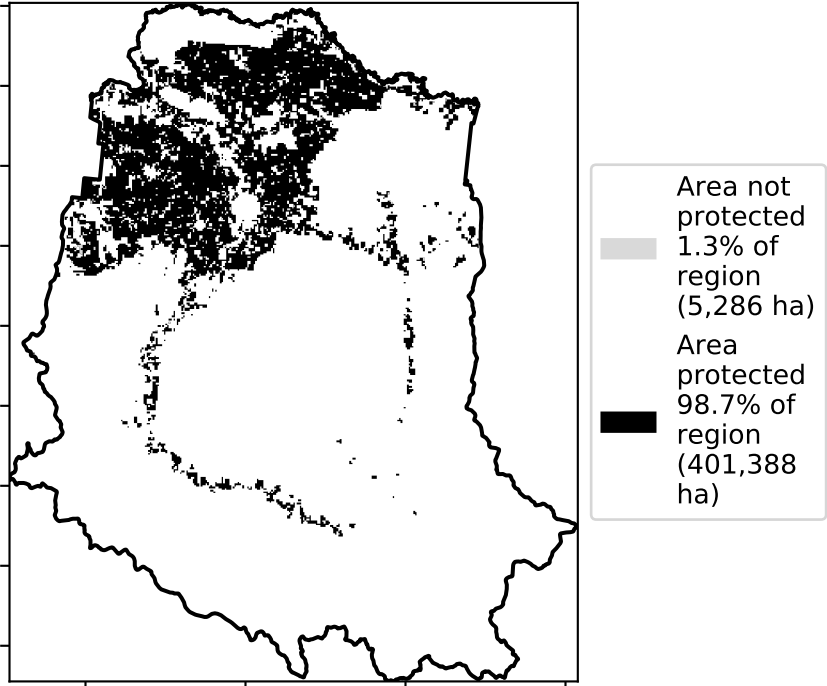 Area not
protected
1.3% of
region
(5,286 ha)
Area
protected
98.7% of
region
(401,388
ha)